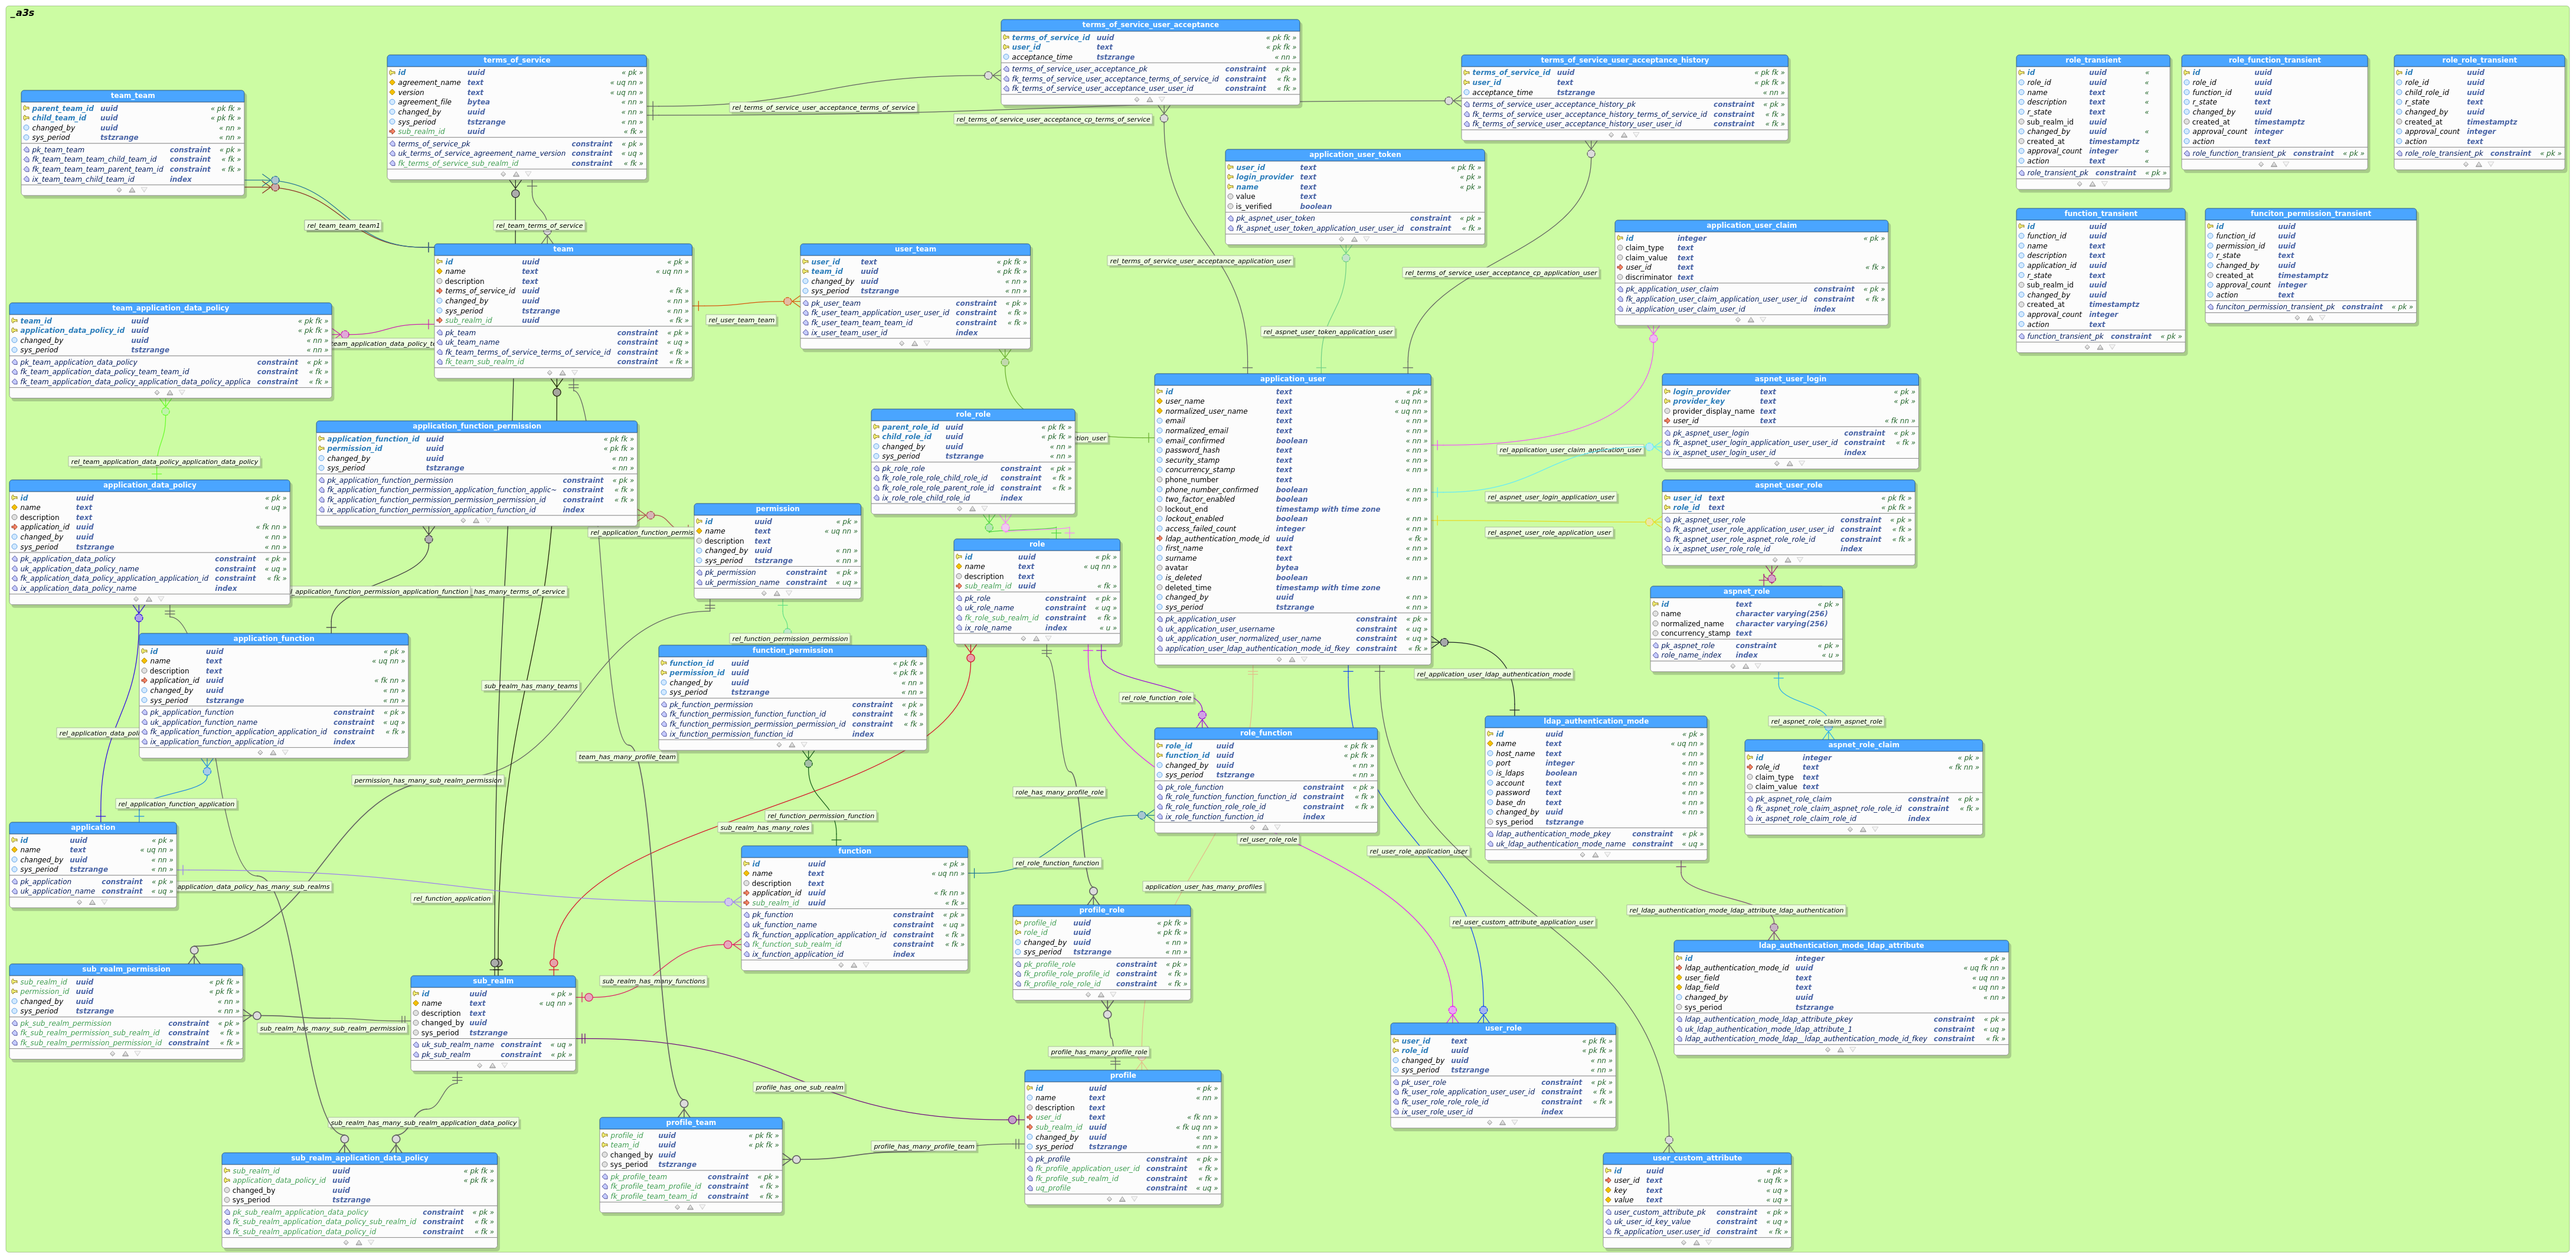 _a3s
terms_of_service_user_acceptance
terms_of_service_id uuid « pk fk »
user_id text « pk fk »
acceptance_time tstzrange « nn »
terms_of_service_user_acceptance_pk constraint « pk »
fk_terms_of_service_user_acceptance_terms_of_service_id constraint « fk »
fk_terms_of_service_user_acceptance_user_user_id constraint « fk »
terms_of_service
id uuid « pk »
agreement_name text « uq nn »
version text « uq nn »
agreement_file bytea « nn »
changed_by uuid « nn »
sys_period tstzrange « nn »
sub_realm_id uuid « fk »
terms_of_service_pk constraint « pk »
uk_terms_of_service_agreement_name_version constraint « uq »
fk_terms_of_service_sub_realm_id constraint « fk »
terms_of_service_user_acceptance_history
terms_of_service_id uuid « pk fk »
user_id text « pk fk »
acceptance_time tstzrange « nn »
terms_of_service_user_acceptance_history_pk constraint « pk »
fk_terms_of_service_user_acceptance_history_terms_of_service_id constraint « fk »
fk_terms_of_service_user_acceptance_history_user_user_id constraint « fk »
role_transient
id uuid «
role_id uuid «
name text «
description text «
r_state text «
sub_realm_id uuid
changed_by uuid «
created_at timestamptz
approval_count integer «
action text «
role_transient_pk constraint « pk »
role_function_transient
id uuid
role_id uuid
function_id uuid
r_state text
changed_by uuid
created_at timestamptz
approval_count integer
action text
role_function_transient_pk constraint « pk »
role_role_transient
id uuid
role_id uuid
child_role_id uuid
r_state text
changed_by uuid
created_at timestamptz
approval_count integer
action text
role_role_transient_pk constraint « pk »
team_team
parent_team_id uuid « pk fk »
child_team_id uuid « pk fk »
changed_by uuid « nn »
sys_period tstzrange « nn »
pk_team_team constraint « pk »
fk_team_team_team_child_team_id constraint « fk »
fk_team_team_team_parent_team_id constraint « fk »
ix_team_team_child_team_id index
rel_terms_of_service_user_acceptance_terms_of_service
rel_terms_of_service_user_acceptance_cp_terms_of_service
application_user_token
user_id text « pk fk »
login_provider text « pk »
name text « pk »
value text
is_verified boolean
pk_aspnet_user_token constraint « pk »
fk_aspnet_user_token_application_user_user_id constraint « fk »
rel_team_team_team1
rel_team_terms_of_service
function_transient
id uuid
function_id uuid
name text
description text
application_id uuid
r_state text
sub_realm_id uuid
changed_by uuid
created_at timestamptz
approval_count integer
action text
function_transient_pk constraint « pk »
funciton_permission_transient
id uuid
function_id uuid
permission_id uuid
r_state text
changed_by uuid
created_at timestamptz
approval_count integer
action text
funciton_permission_transient_pk constraint « pk »
application_user_claim
id integer « pk »
claim_type text
claim_value text
user_id text « fk »
discriminator text
pk_application_user_claim constraint « pk »
fk_application_user_claim_application_user_user_id constraint « fk »
ix_application_user_claim_user_id index
team
id uuid « pk »
name text « uq nn »
description text
terms_of_service_id uuid « fk »
changed_by uuid « nn »
sys_period tstzrange « nn »
sub_realm_id uuid « fk »
pk_team constraint « pk »
uk_team_name constraint « uq »
fk_team_terms_of_service_terms_of_service_id constraint « fk »
fk_team_sub_realm_id constraint « fk »
user_team
user_id text « pk fk »
team_id uuid « pk fk »
changed_by uuid « nn »
sys_period tstzrange « nn »
pk_user_team constraint « pk »
fk_user_team_application_user_user_id constraint « fk »
fk_user_team_team_team_id constraint « fk »
ix_user_team_user_id index
rel_terms_of_service_user_acceptance_application_user
rel_terms_of_service_user_acceptance_cp_application_user
team_application_data_policy
team_id uuid « pk fk »
application_data_policy_id uuid « pk fk »
changed_by uuid « nn »
sys_period tstzrange « nn »
pk_team_application_data_policy constraint « pk »
fk_team_application_data_policy_team_team_id constraint « fk »
fk_team_application_data_policy_application_data_policy_applica constraint « fk »
rel_user_team_team
rel_aspnet_user_token_application_user
team_application_data_policy_t
application_user
id text « pk »
user_name text « uq nn »
normalized_user_name text « uq nn »
email text « nn »
normalized_email text « nn »
email_confirmed boolean « nn »
password_hash text « nn »
security_stamp text « nn »
concurrency_stamp text « nn »
phone_number text
phone_number_confirmed boolean « nn »
two_factor_enabled boolean « nn »
lockout_end timestamp with time zone
lockout_enabled boolean « nn »
access_failed_count integer « nn »
ldap_authentication_mode_id uuid « fk »
first_name text « nn »
surname text « nn »
avatar bytea
is_deleted boolean « nn »
deleted_time timestamp with time zone
changed_by uuid « nn »
sys_period tstzrange « nn »
pk_application_user constraint « pk »
uk_application_user_username constraint « uq »
uk_application_user_normalized_user_name constraint « uq »
application_user_ldap_authentication_mode_id_fkey constraint « fk »
aspnet_user_login
login_provider text « pk »
provider_key text « pk »
provider_display_name text
user_id text « fk nn »
pk_aspnet_user_login constraint « pk »
fk_aspnet_user_login_application_user_user_id constraint « fk »
ix_aspnet_user_login_user_id index
role_role
parent_role_id uuid « pk fk »
child_role_id uuid « pk fk »
changed_by uuid « nn »
sys_period tstzrange « nn »
pk_role_role constraint « pk »
fk_role_role_role_child_role_id constraint « fk »
fk_role_role_role_parent_role_id constraint « fk »
ix_role_role_child_role_id index
tion_user
application_function_permission
application_function_id uuid « pk fk »
permission_id uuid « pk fk »
changed_by uuid « nn »
sys_period tstzrange « nn »
pk_application_function_permission constraint « pk »
fk_application_function_permission_application_function_applic~ constraint « fk »
fk_application_function_permission_permission_id constraint « fk »
ix_application_function_permission_application_function_id index
rel_application_user_claim_application_user
rel_team_application_data_policy_application_data_policy
rel_aspnet_user_login_application_user
application_data_policy
id uuid « pk »
name text « uq »
description text
application_id uuid « fk nn »
changed_by uuid « nn »
sys_period tstzrange « nn »
pk_application_data_policy constraint « pk »
uk_application_data_policy_name constraint « uq »
fk_application_data_policy_application_application_id constraint « fk »
ix_application_data_policy_name index
aspnet_user_role
user_id text « pk fk »
role_id text « pk fk »
pk_aspnet_user_role constraint « pk »
fk_aspnet_user_role_application_user_user_id constraint « fk »
fk_aspnet_user_role_aspnet_role_role_id constraint « fk »
ix_aspnet_user_role_role_id index
permission
id uuid « pk »
name text « uq nn »
description text
changed_by uuid « nn »
sys_period tstzrange « nn »
pk_permission constraint « pk »
uk_permission_name constraint « uq »
rel_application_function_permis
rel_aspnet_user_role_application_user
role
id uuid « pk »
name text « uq nn »
description text
sub_realm_id uuid « fk »
pk_role constraint « pk »
uk_role_name constraint « uq »
fk_role_sub_realm_id constraint « fk »
ix_role_name index « u »
l_application_function_permission_application_function
has_many_terms_of_service
aspnet_role
id text « pk »
name character varying(256)
normalized_name character varying(256)
concurrency_stamp text
pk_aspnet_role constraint « pk »
role_name_index index « u »
application_function
id uuid « pk »
name text « uq nn »
description text
application_id uuid « fk nn »
changed_by uuid « nn »
sys_period tstzrange « nn »
pk_application_function constraint « pk »
uk_application_function_name constraint « uq »
fk_application_function_application_application_id constraint « fk »
ix_application_function_application_id index
rel_function_permission_permission
function_permission
function_id uuid « pk fk »
permission_id uuid « pk fk »
changed_by uuid « nn »
sys_period tstzrange « nn »
pk_function_permission constraint « pk »
fk_function_permission_function_function_id constraint « fk »
fk_function_permission_permission_permission_id constraint « fk »
ix_function_permission_function_id index
rel_application_user_ldap_authentication_mode
sub_realm_has_many_teams
rel_role_function_role
ldap_authentication_mode
id uuid « pk »
name text « uq nn »
host_name text « nn »
port integer « nn »
is_ldaps boolean « nn »
account text « nn »
password text « nn »
base_dn text « nn »
changed_by uuid « nn »
sys_period tstzrange
ldap_authentication_mode_pkey constraint « pk »
uk_ldap_authentication_mode_name constraint « uq »
rel_aspnet_role_claim_aspnet_role
role_function
role_id uuid « pk fk »
function_id uuid « pk fk »
changed_by uuid « nn »
sys_period tstzrange « nn »
pk_role_function constraint « pk »
fk_role_function_function_function_id constraint « fk »
fk_role_function_role_role_id constraint « fk »
ix_role_function_function_id index
rel_application_data_poli
aspnet_role_claim
id integer « pk »
role_id text « fk nn »
claim_type text
claim_value text
pk_aspnet_role_claim constraint « pk »
fk_aspnet_role_claim_aspnet_role_role_id constraint « fk »
ix_aspnet_role_claim_role_id index
team_has_many_profile_team
permission_has_many_sub_realm_permission
role_has_many_profile_role
rel_application_function_application
rel_function_permission_function
sub_realm_has_many_roles
application
id uuid « pk »
name text « uq nn »
changed_by uuid « nn »
sys_period tstzrange « nn »
pk_application constraint « pk »
uk_application_name constraint « uq »
rel_user_role_role
rel_user_role_application_user
function
id uuid « pk »
name text « uq nn »
description text
application_id uuid « fk nn »
sub_realm_id uuid « fk »
pk_function constraint « pk »
uk_function_name constraint « uq »
fk_function_application_application_id constraint « fk »
fk_function_sub_realm_id constraint « fk »
ix_function_application_id index
rel_role_function_function
application_data_policy_has_many_sub_realms
application_user_has_many_profiles
rel_function_application
profile_role
profile_id uuid « pk fk »
role_id uuid « pk fk »
changed_by uuid « nn »
sys_period tstzrange « nn »
pk_profile_role constraint « pk »
fk_profile_role_profile_id constraint « fk »
fk_profile_role_role_id constraint « fk »
rel_ldap_authentication_mode_ldap_attribute_ldap_authentication
rel_user_custom_attribute_application_user
ldap_authentication_mode_ldap_attribute
id integer « pk »
ldap_authentication_mode_id uuid « uq fk nn »
user_field text « uq nn »
ldap_field text « uq nn »
changed_by uuid « nn »
sys_period tstzrange
ldap_authentication_mode_ldap_attribute_pkey constraint « pk »
uk_ldap_authentication_mode_ldap_attribute_1 constraint « uq »
ldap_authentication_mode_ldap__ldap_authentication_mode_id_fkey constraint « fk »
sub_realm_permission
sub_realm_id uuid « pk fk »
permission_id uuid « pk fk »
changed_by uuid « nn »
sys_period tstzrange « nn »
pk_sub_realm_permission constraint « pk »
fk_sub_realm_permission_sub_realm_id constraint « fk »
fk_sub_realm_permission_permission_id constraint « fk »
sub_realm
id uuid « pk »
name text « uq nn »
description text
changed_by uuid
sys_period tstzrange
uk_sub_realm_name constraint « uq »
pk_sub_realm constraint « pk »
sub_realm_has_many_functions
sub_realm_has_many_sub_realm_permission
user_role
user_id text « pk fk »
role_id uuid « pk fk »
changed_by uuid « nn »
sys_period tstzrange « nn »
pk_user_role constraint « pk »
fk_user_role_application_user_user_id constraint « fk »
fk_user_role_role_role_id constraint « fk »
ix_user_role_user_id index
profile_has_many_profile_role
profile
id uuid « pk »
name text « nn »
description text
user_id text « fk nn »
sub_realm_id uuid « fk uq nn »
changed_by uuid « nn »
sys_period tstzrange « nn »
pk_profile constraint « pk »
fk_profile_application_user_id constraint « fk »
fk_profile_sub_realm_id constraint « fk »
uq_profile constraint « uq »
profile_has_one_sub_realm
sub_realm_has_many_sub_realm_application_data_policy
profile_team
profile_id uuid « pk fk »
team_id uuid « pk fk »
changed_by uuid
sys_period tstzrange
pk_profile_team constraint « pk »
fk_profile_team_profile_id constraint « fk »
fk_profile_team_team_id constraint « fk »
profile_has_many_profile_team
sub_realm_application_data_policy
sub_realm_id uuid « pk fk »
application_data_policy_id uuid « pk fk »
changed_by uuid
sys_period tstzrange
pk_sub_realm_application_data_policy constraint « pk »
fk_sub_realm_application_data_policy_sub_realm_id constraint « fk »
fk_sub_realm_application_data_policy_id constraint « fk »
user_custom_attribute
id uuid « pk »
user_id text « uq fk »
key text « uq »
value text « uq »
user_custom_attribute_pk constraint « pk »
uk_user_id_key_value constraint « uq »
fk_application_user.user_id constraint « fk »